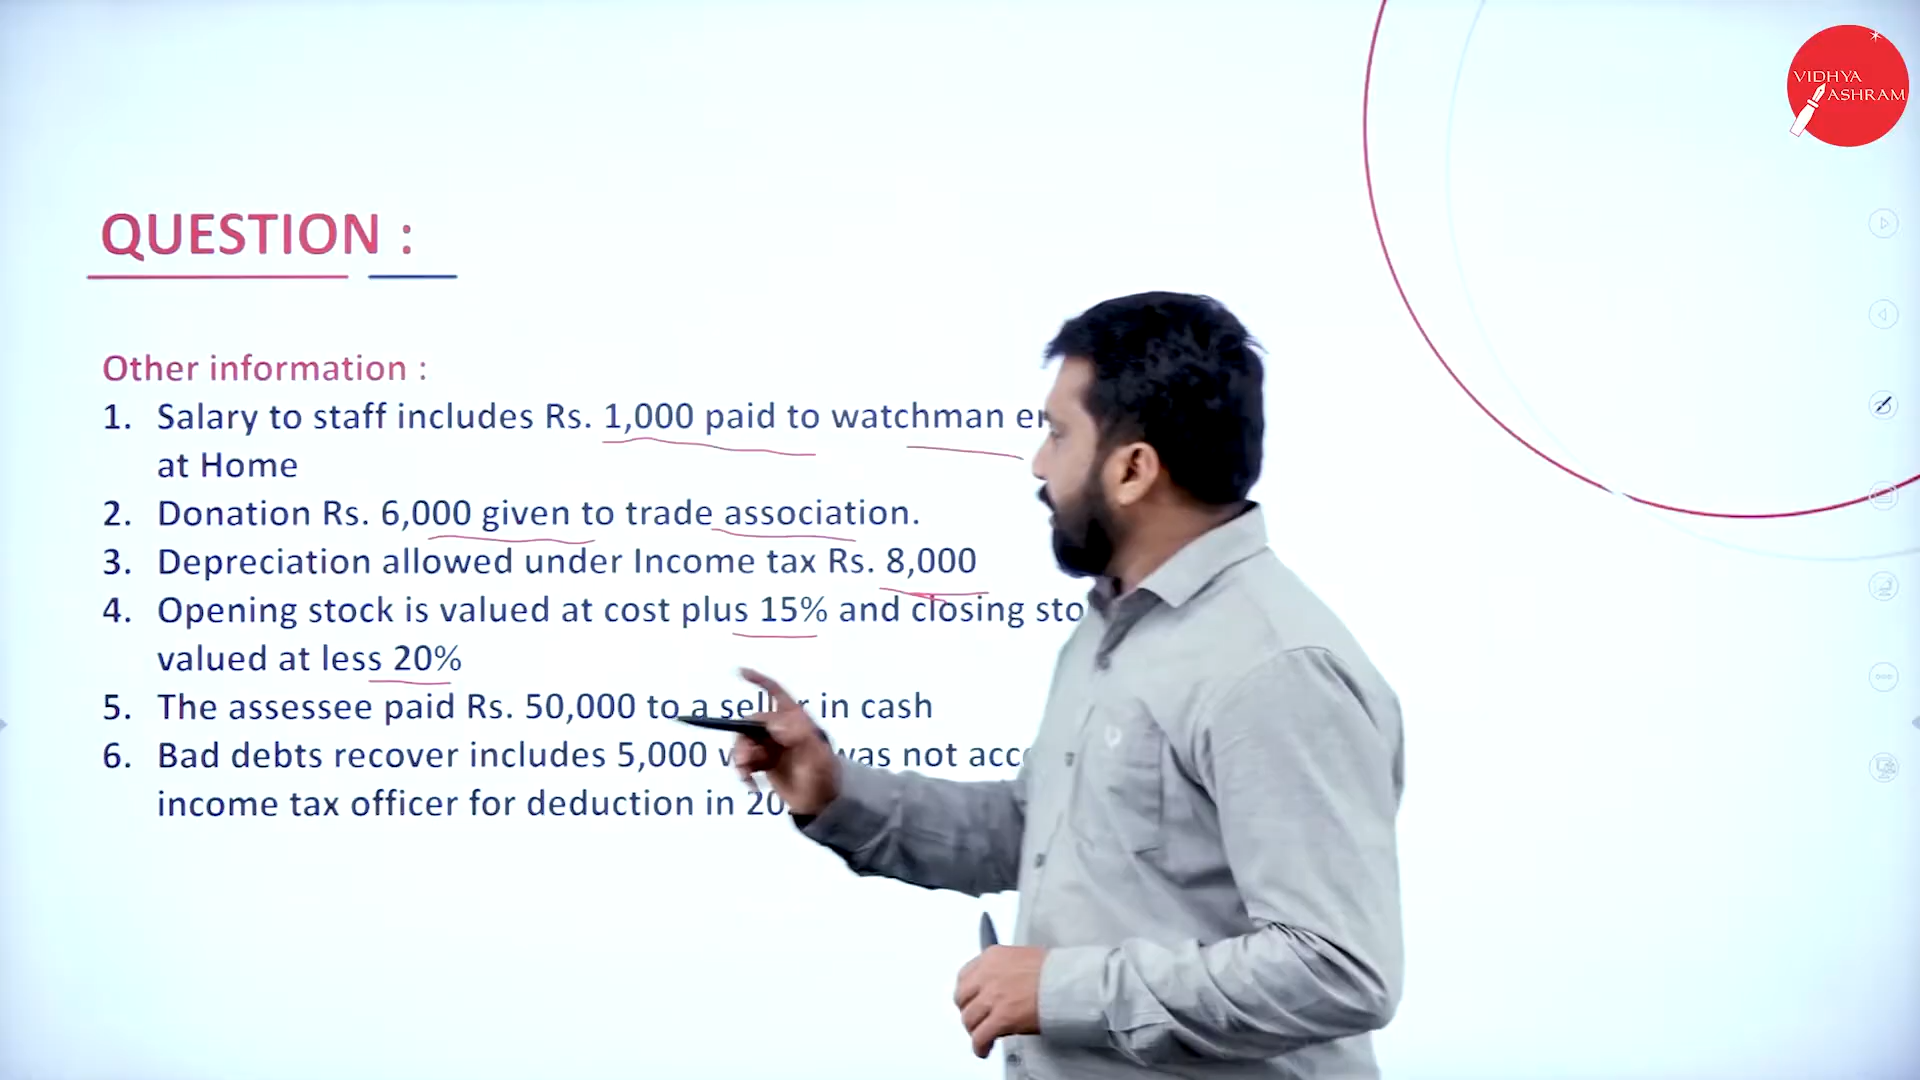 VIDHYA
ASHRAM
QUESTION :
Other information :
1. Salary to staff includes Rs. 1,000 paid to watchman
at Home
2. Donation Rs. 6,000 given to trade association.
3. Depreciation allowed under Income tax Rs. 8,000
4. Opening stock is valued at cost plus 15% and closing
valued at less 20%
5. The assessee paid Rs. 50,000 to a seller in cash
6. Bad debts recover includes 5,000 was not
income tax officer for deduction in